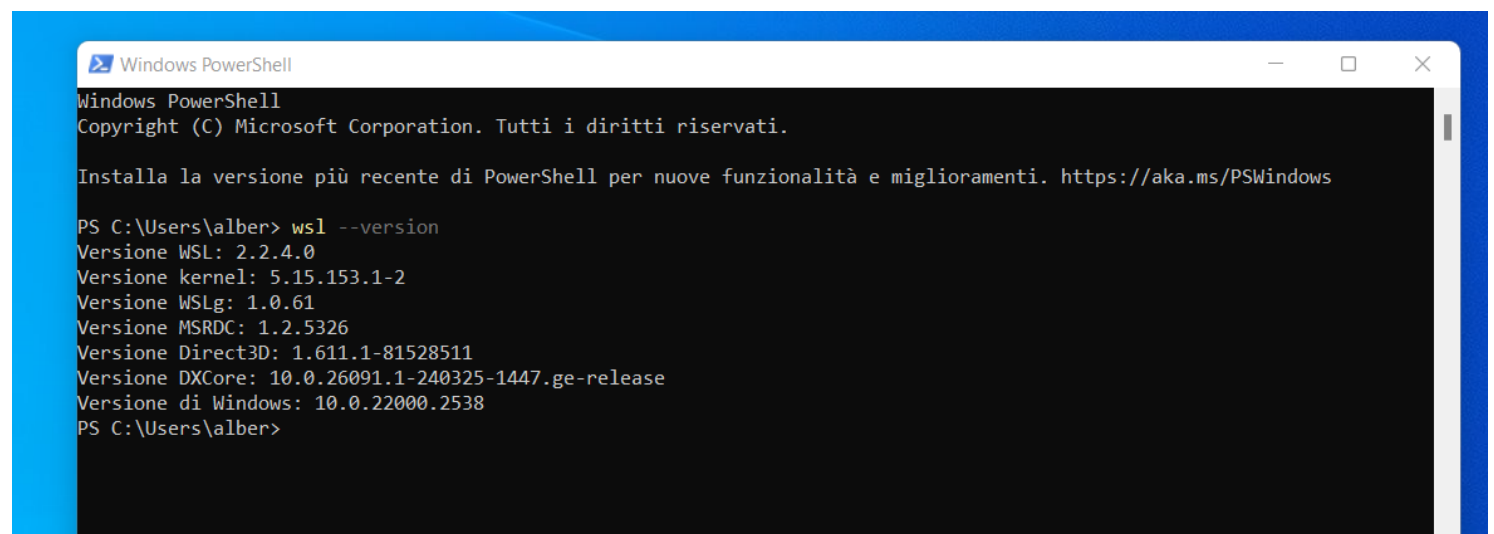 Windows PowerShell
Windows PowerShell
Copyright (C) Microsoft Corporation. Tutti i diritti riservati.
Installa la versione più recente di PowerShell per nuove funzionalità e miglioramenti. https://aka.ms/PSWindows
PS C:\Users\alber> wsl --version
Versione WSL: 2.2.4.0
Versione kernel: 5.15.153.1-2
Versione WSLg: 1.0.61
Versione MSRDC: 1.2.5326
Versione Direct3D: 1.611.1-81528511
Versione DXCore: 10.0.26091.1-240325-1447.ge-release
Versione di Windows: 10.0.22000.2538
PS C:\Users\alber>